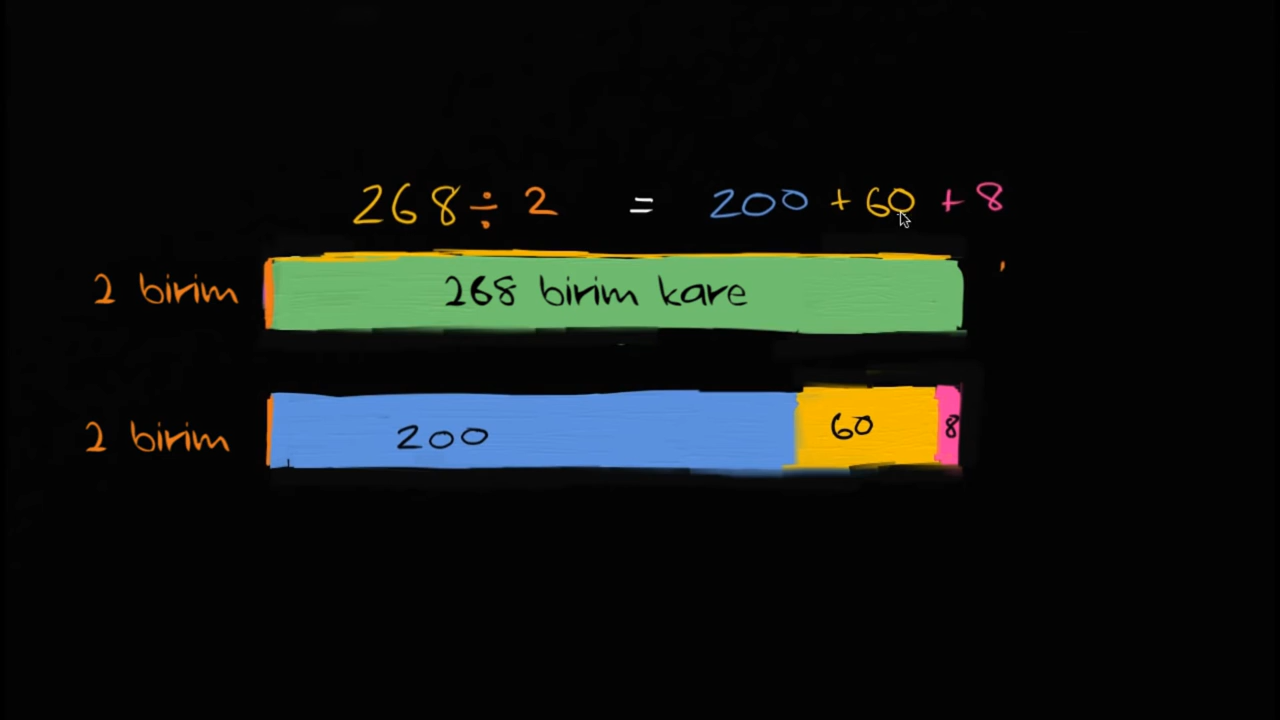 268 ÷ 2 = 200 + 60 + 8
2 birim 268 birim kare
2 birim 200 60 8